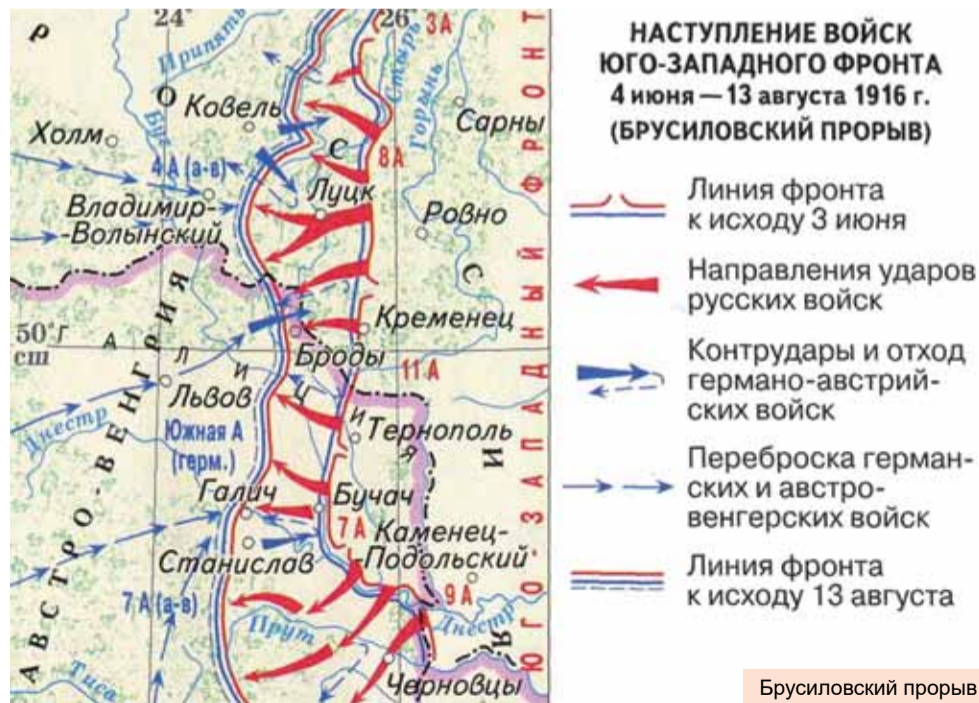 24°
26°
3А
Р
О
С
С
И
Я
Припять
Стырь
Горынь
Ковель
Сарны
Холм
Буг
8А
4 А (а-в)
Луцк
Владимир-
-Волынский
Ровно
Кременец
50°
сш
Г
А
Л
И
Ч
И
Я
Броды
11 А
Львов
Днестр
Южная А
(герм.)
Тернополь
Галич
Бучач
7 А
Каменец-
-Подольский
Станислав
7 А (а-в)
9 А
Днестр
Прут
Тиса
Черновцы
АВСТРО-ВЕНГРИЯ
ЮГО-ЗАПАДНЫЙ ФРОНТ
НАСТУПЛЕНИЕ ВОЙСК
ЮГО-ЗАПАДНОГО ФРОНТА
4 июня — 13 августа 1916 г.
(БРУСИЛОВСКИЙ ПРОРЫВ)
Линия фронта
к исходу 3 июня
Направления ударов
русских войск
Контрудары и отход
германо-австрий-
ских войск
Переброска герман-
ских и австро-
венгерских войск
Линия фронта
к исходу 13 августа
Брусиловский прорыв